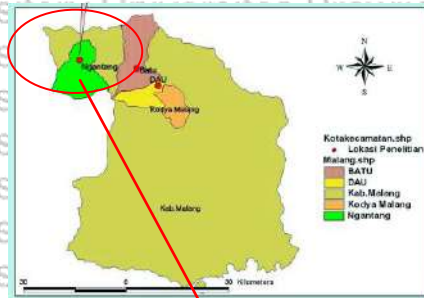 N
W E
S
Ngantang
Batu
DAU
Kodya Malang
Kab.Malang
Kotakecamatan.shp
Lokasi Penelitian
Malang.shp
BATU
DAU
Kab.Malang
Kodya Malang
Ngantang
30 0 30 Kilometers